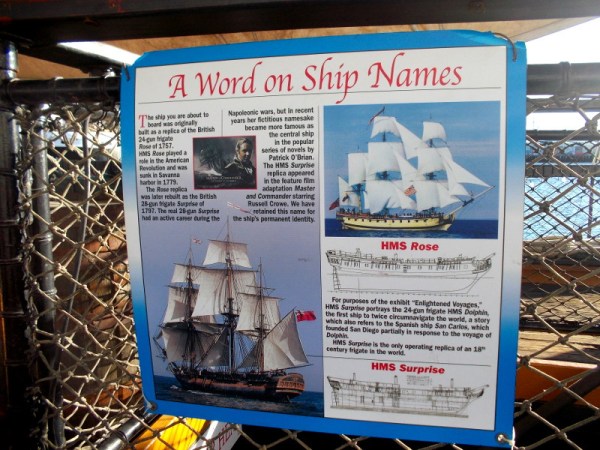 A Word on Ship Names
The ship you are about to
board was originally
built as a replica of the British
24-gun frigate
Rose of 1757.
HMS Rose played a
role in the American
Revolution and was
sunk in Savanna
harbor in 1779.
The Rose replica
was later rebuilt as the British
28-gun frigate Surprise of
1797. The real 28-gun Surprise
had an active career during the
Napoleonic wars, but in recent
years her fictitious namesake
became more famous as
the central ship
in the popular
series of novels by
Patrick O'Brian.
The HMS Surprise
replica appeared
in the feature film
adaptation Master
and Commander starring
Russell Crowe. We have
retained this name for
the ship's permanent identity.
HMS Rose
For purposes of the exhibit "Enlightened Voyages,"
HMS Surprise portrays the 24-gun frigate HMS Dolphin,
the first ship to twice circumnavigate the world, a story
which also refers to the Spanish ship San Carlos, which
founded San Diego partially in response to the voyage of
Dolphin.
HMS Surprise is the only operating replica of an 18th
century frigate in the world.
HMS Surprise